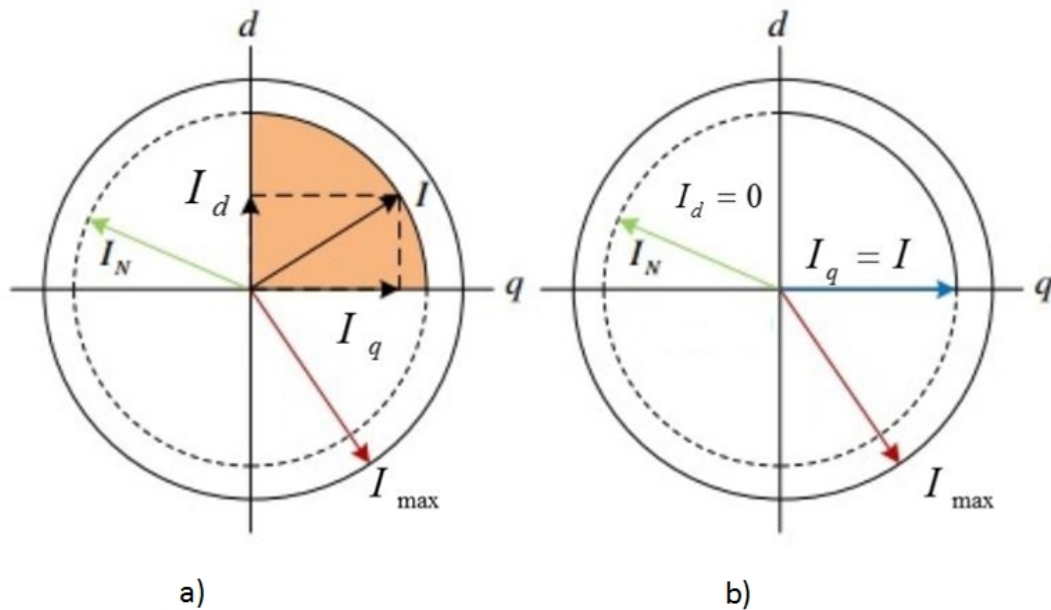 d
I_d
I
I_N
q
I_q
I_max
a)
d
I_d = 0
I_N
I_q = I
q
I_max
b)